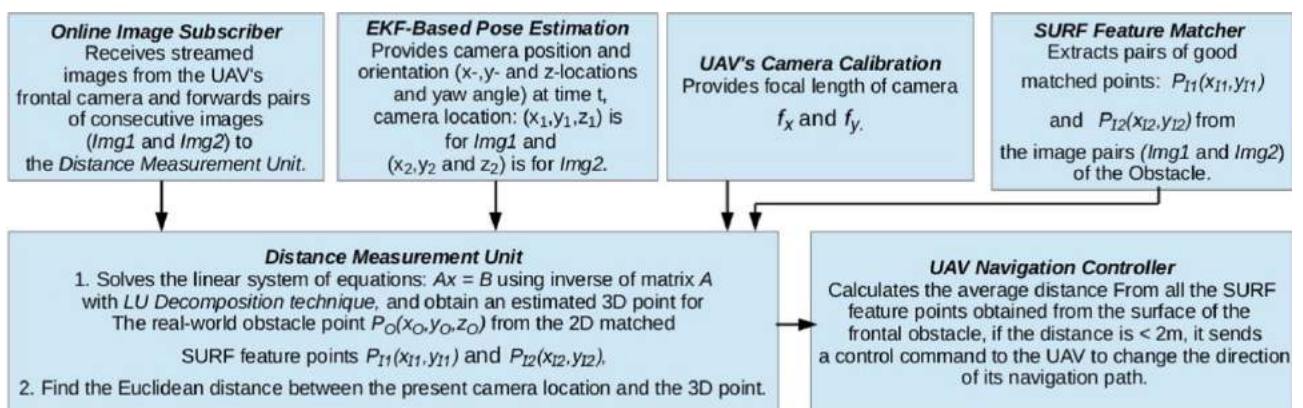 Online Image Subscriber
Receives streamed
images from the UAV's
frontal camera and forwards pairs
of consecutive images
(Img1 and Img2) to
the Distance Measurement Unit.
EKF-Based Pose Estimation
Provides camera position and
orientation (x-,y- and z-locations
and yaw angle) at time t,
camera location: (x1,y1,z1) is
for Img1 and
(x2,y2 and z2) is for Img2.
UAV's Camera Calibration
Provides focal length of camera
fx and fy.
SURF Feature Matcher
Extracts pairs of good
matched points: PI1(xI1,yI1)
and PI2(xI2,yI2) from
the image pairs (Img1 and Img2)
of the Obstacle.
Distance Measurement Unit
1. Solves the linear system of equations: Ax = B using inverse of matrix A
with LU Decomposition technique, and obtain an estimated 3D point for
The real-world obstacle point PO(xO,yO,zO) from the 2D matched
SURF feature points PI1(xI1,yI1) and PI2(xI2,yI2),
2. Find the Euclidean distance between the present camera location and the 3D point.
UAV Navigation Controller
Calculates the average distance From all the SURF
feature points obtained from the surface of the
frontal obstacle, if the distance is < 2m, it sends
a control command to the UAV to change the direction
of its navigation path.